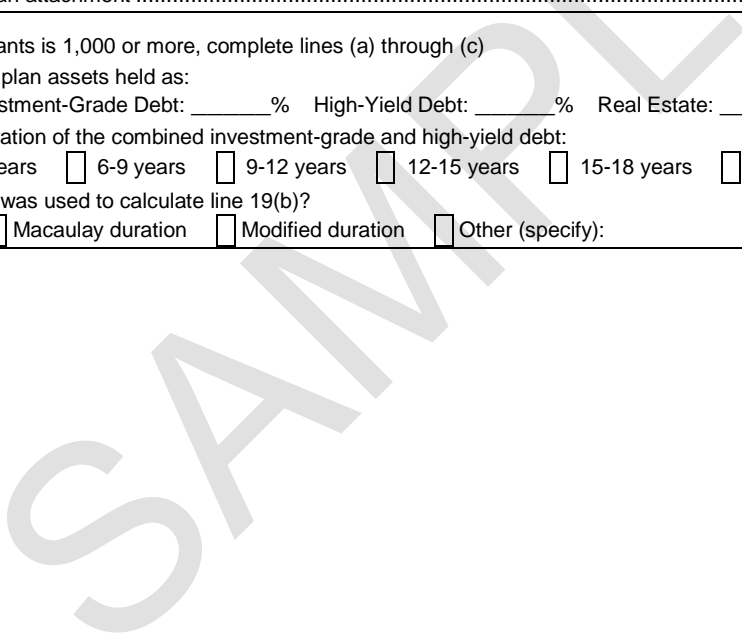 an attachment ................................................................................
ants is 1,000 or more, complete lines (a) through (c)
plan assets held as:
stment-Grade Debt: _______% High-Yield Debt: _______% Real Estate: __
ration of the combined investment-grade and high-yield debt:
ears 6-9 years 9-12 years 12-15 years 15-18 years
was used to calculate line 19(b)?
Macaulay duration Modified duration Other (specify):
SAMPL